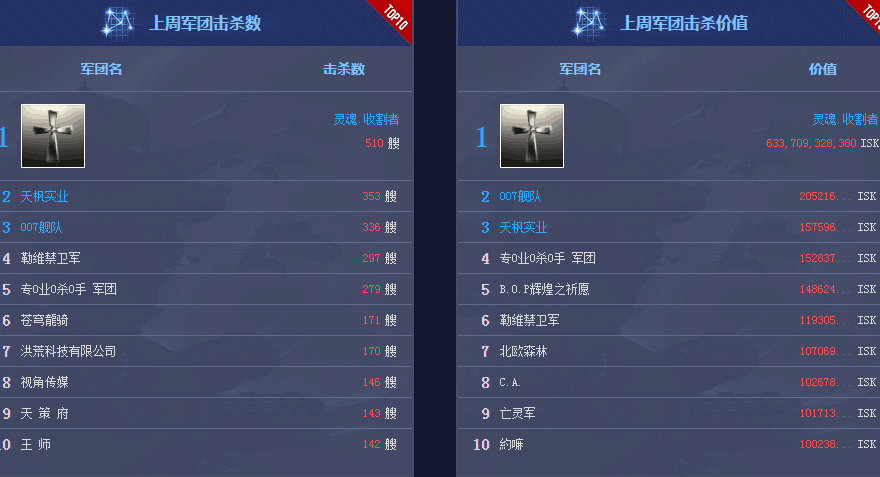 上周军团击杀数
TOP10
军团名 击杀数
1 灵魂.收割者
510 艘
2 天枫实业 353 艘
3 007舰队 336 艘
4 勒维禁卫军 297 艘
5 专0业0杀0手 军团 279 艘
6 苍穹龍骑 171 艘
7 洪荒科技有限公司 170 艘
8 视角传媒 146 艘
9 天 策 府 143 艘
10 王 师 142 艘
上周军团击杀价值
军团名 价值
1 灵魂.收割者
633,709,328,380 ISK
2 007舰队 205216... ISK
3 天枫实业 157596... ISK
4 专0业0杀0手 军团 152837... ISK
5 B.O.P辉煌之祈愿 148624... ISK
6 勒维禁卫军 119305... ISK
7 北欧森林 107069... ISK
8 C.A. 102678... ISK
9 亡灵军 101713... ISK
10 約嘛 100238... ISK